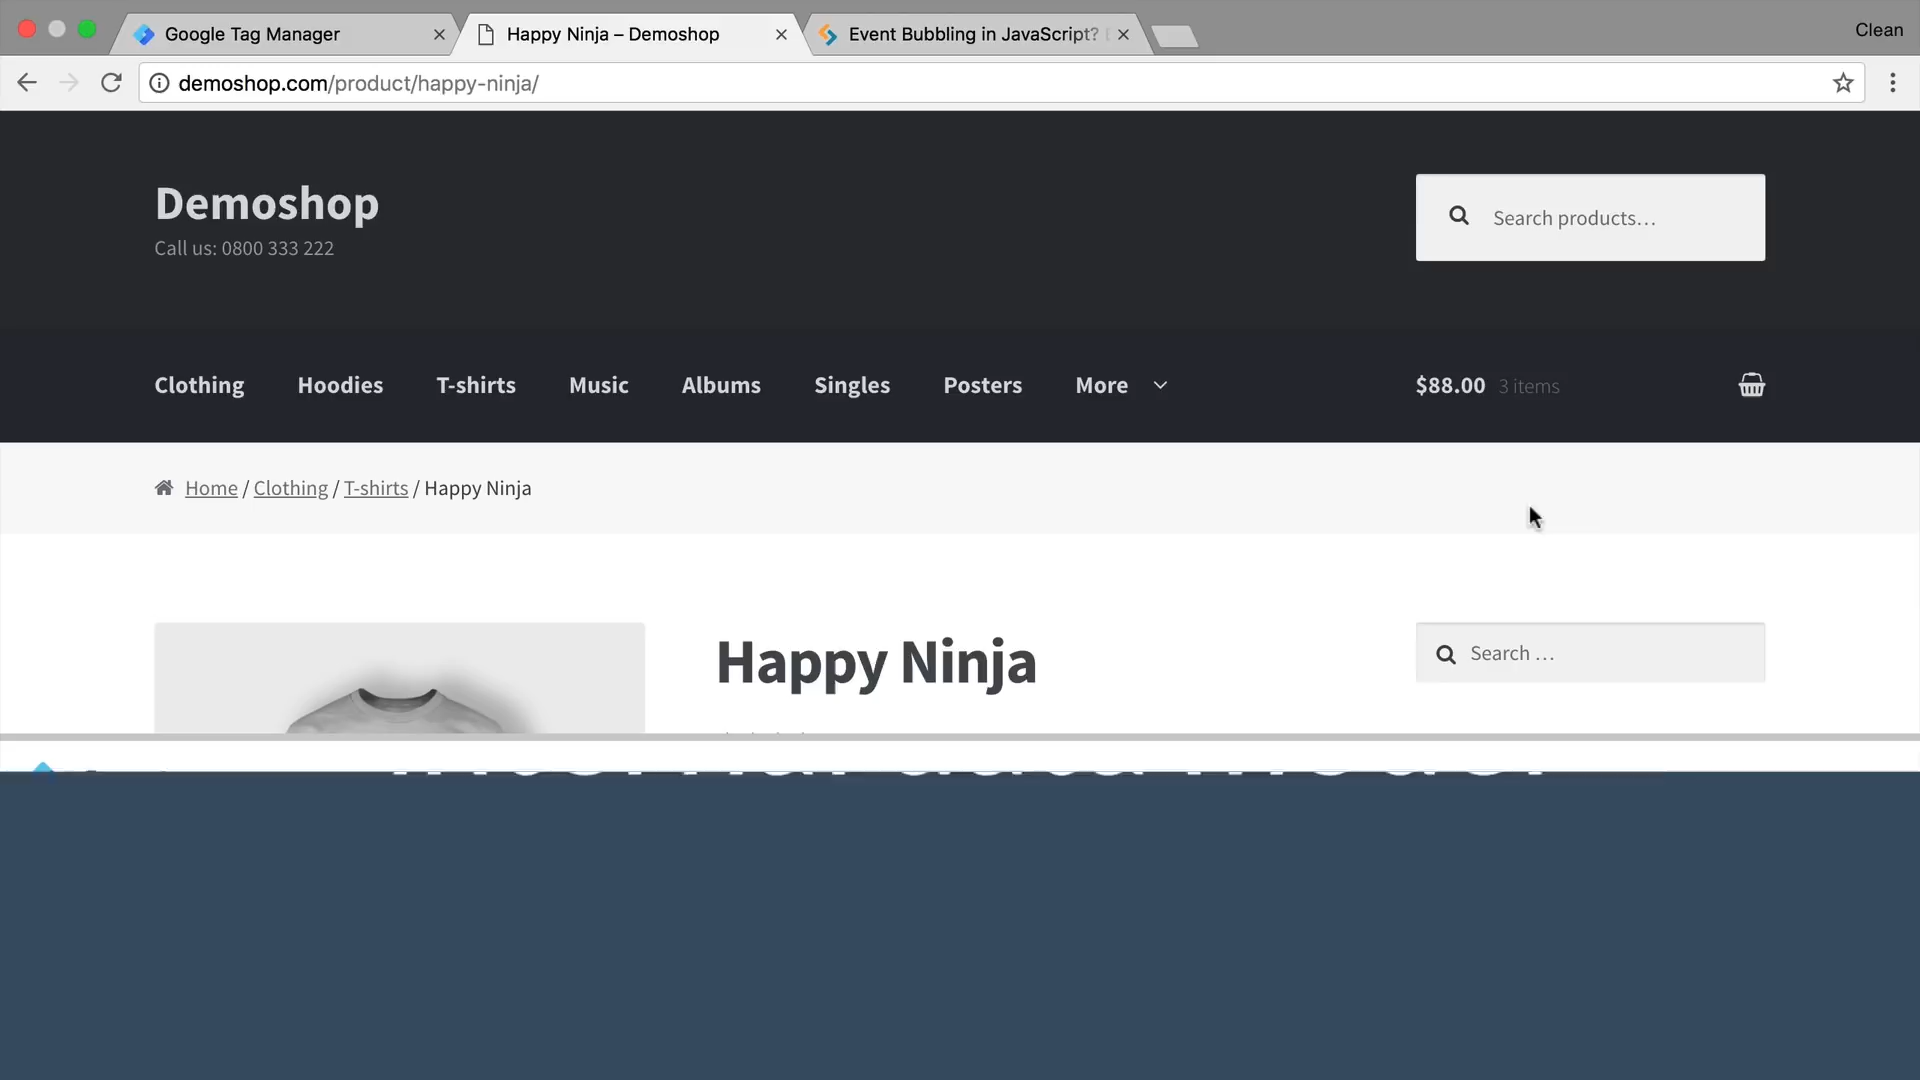 Google Tag Manager
Happy Ninja – Demoshop
Event Bubbling in JavaScript?
Clean
demoshop.com/product/happy-ninja/
Demoshop
Call us: 0800 333 222
Search products…
Clothing Hoodies T-shirts Music Albums Singles Posters More
$88.00 3 items
Home / Clothing / T-shirts / Happy Ninja
Happy Ninja
Search …